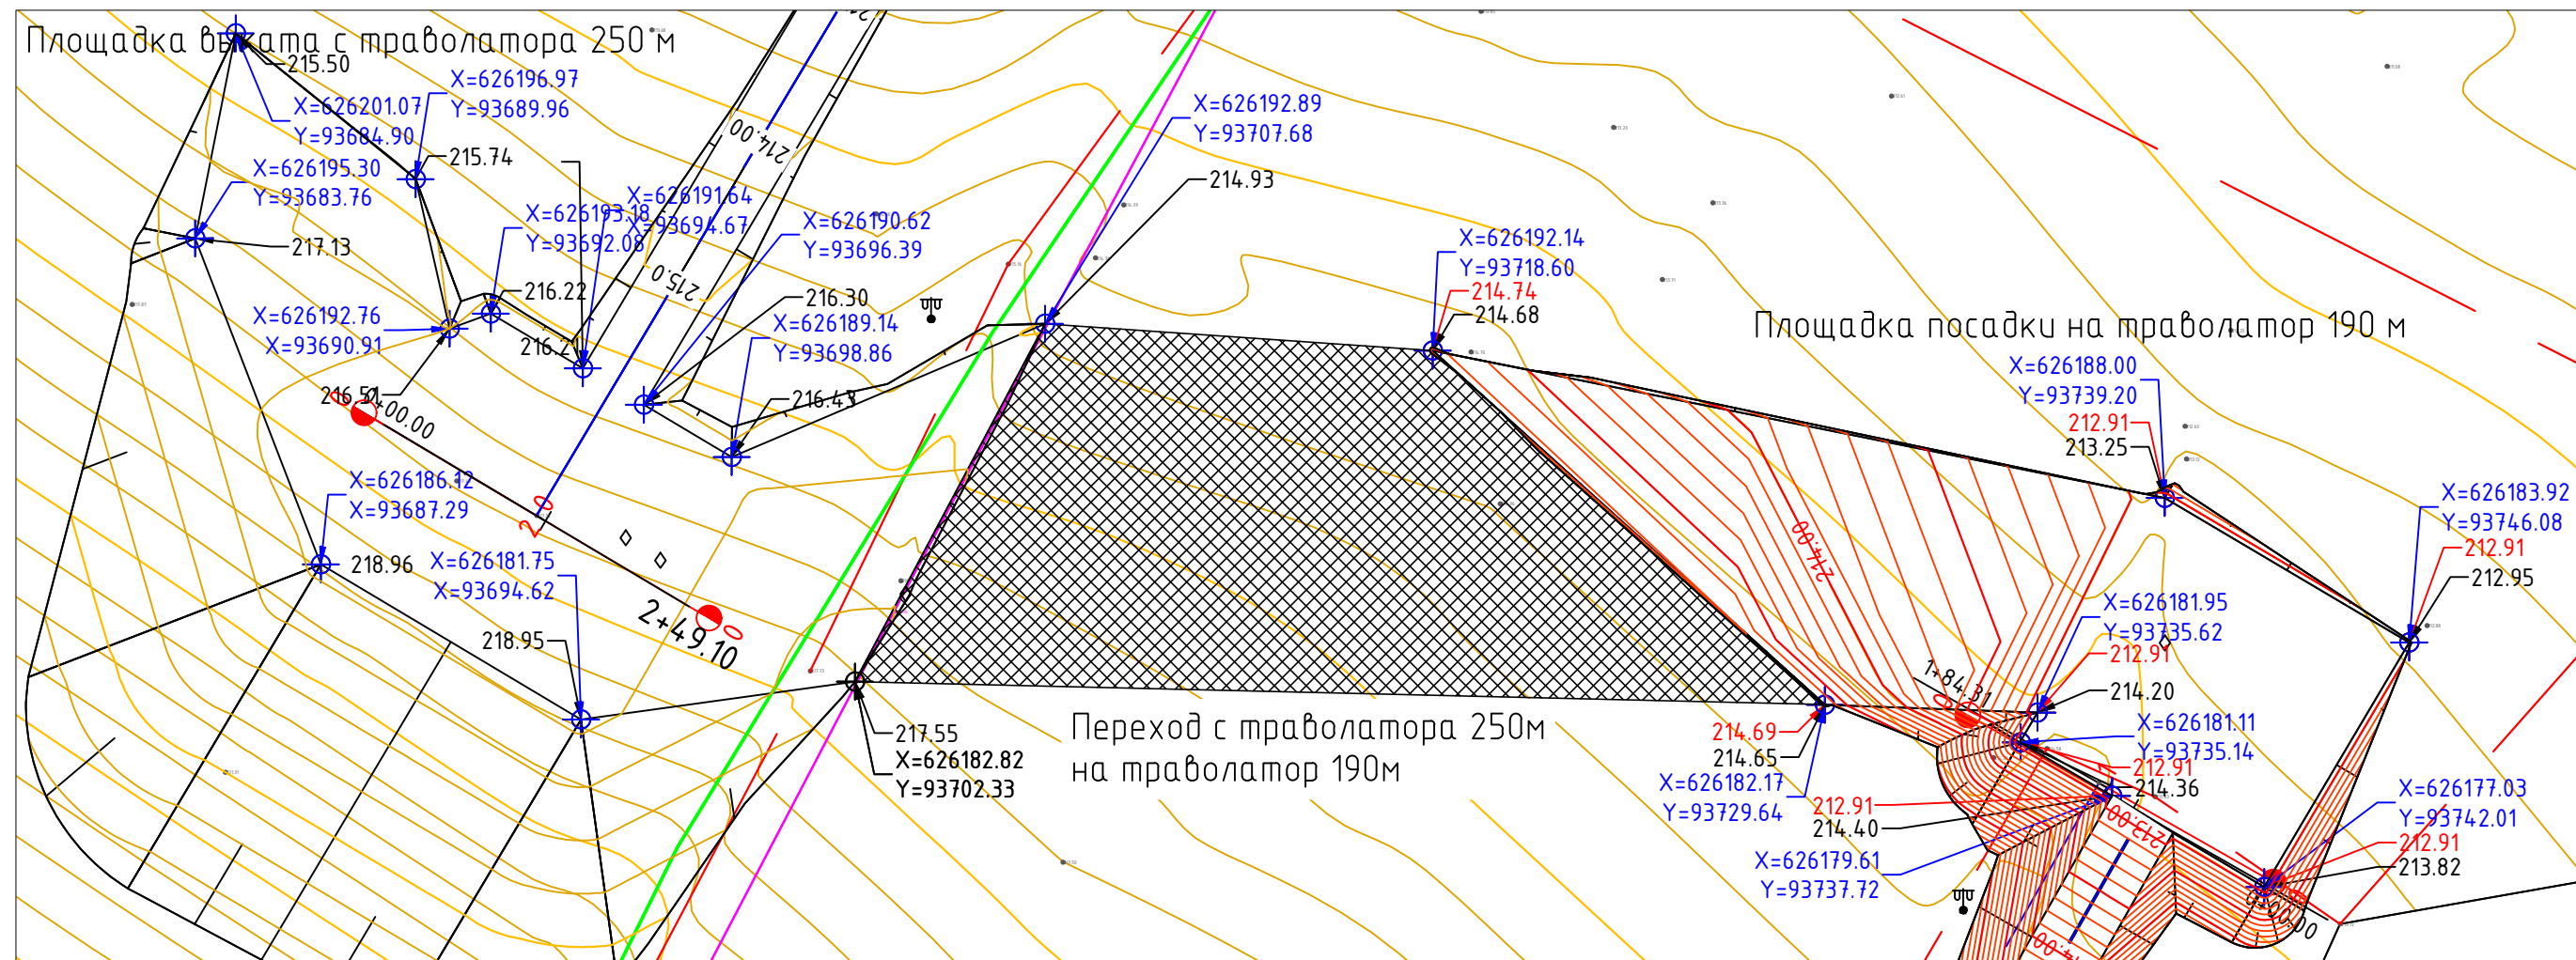 Площадка выката с траволатора 250 м
215.50
X=626196.97
Y=93689.96
X=626201.07
Y=93684.90
215.74
X=626195.30
Y=93683.76
217.13
X=626191.64
X=93694.67
X=626193.18
Y=93692.08
X=626190.62
Y=93696.39
214.00
215.0
216.22
216.30
X=626192.76
X=93690.91
X=626189.14
Y=93698.86
216.2
216.51
0+00.00
216.43
X=626192.89
Y=93707.68
214.93
X=626192.14
Y=93718.60
214.74
214.68
Площадка посадки на траволатор 190 м
X=626188.00
Y=93739.20
212.91
213.25
X=626183.92
Y=93746.08
212.91
212.95
X=626186.12
X=93687.29
218.96
X=626181.75
X=93694.62
218.95
2+49.10
217.55
X=626182.82
Y=93702.33
Переход с траволатора 250м
на траволатор 190м
214.00
1+84.31
X=626181.95
Y=93735.62
212.91
214.20
214.69
214.65
X=626182.17
Y=93729.64
X=626181.11
Y=93735.14
212.91
214.36
212.91
214.40
213.00
X=626179.61
Y=93737.72
X=626177.03
Y=93742.01
212.91
213.82
0+00.00